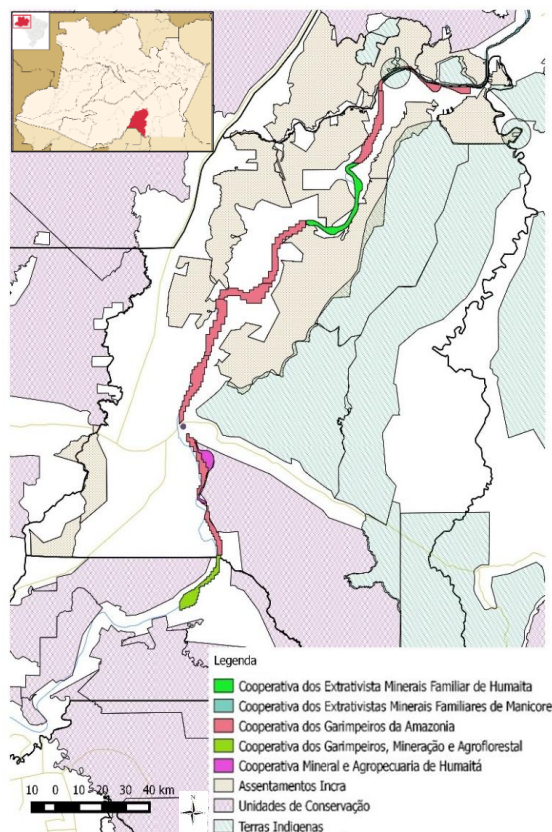 Legenda
Cooperativa dos Extrativista Minerais Familiar de Humaita
Cooperativa dos Extrativistas Minerais Familiares de Manicore
Cooperativa dos Garimpeiros da Amazonia
Cooperativa dos Garimpeiros, Mineração e Agroflorestal
Cooperativa Mineral e Agropecuaria de Humaitá
Assentamentos Incra
Unidades de Conservação
Terras Indigenas
10 0 10 20 30 40 km